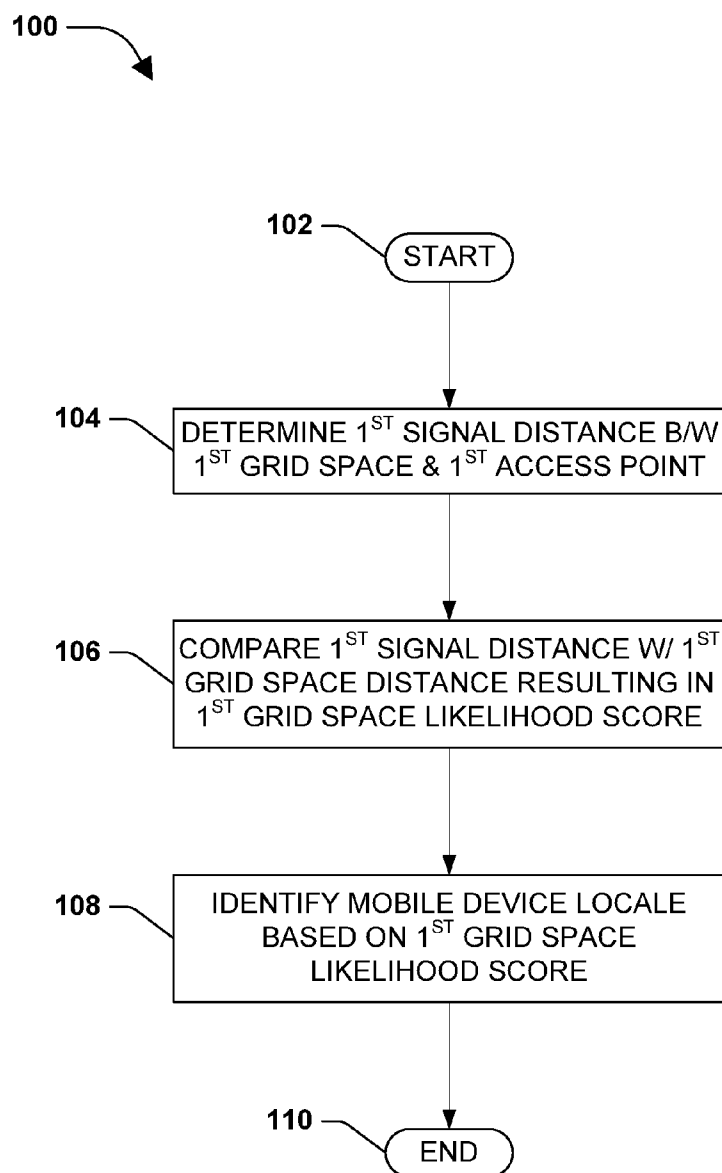 100
102
START
104
DETERMINE 1ST SIGNAL DISTANCE B/W
1ST GRID SPACE & 1ST ACCESS POINT
106
COMPARE 1ST SIGNAL DISTANCE W/ 1ST
GRID SPACE DISTANCE RESULTING IN
1ST GRID SPACE LIKELIHOOD SCORE
108
IDENTIFY MOBILE DEVICE LOCALE
BASED ON 1ST GRID SPACE
LIKELIHOOD SCORE
110
END